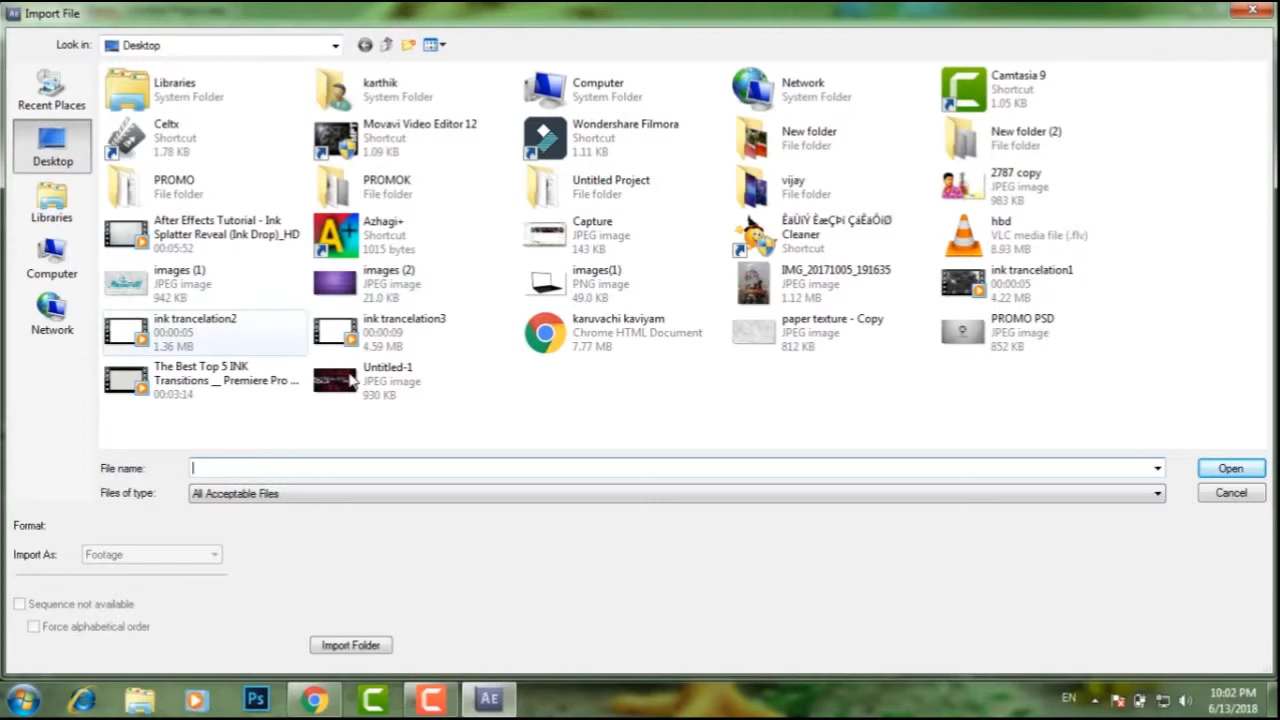 Import File
Look in: Desktop
Recent Places
Desktop
Libraries
Computer
Network
Libraries
System Folder
karthik
System Folder
Computer
System Folder
Network
System Folder
Camtasia 9
Shortcut
1.05 KB
Celtx
Shortcut
1.78 KB
Movavi Video Editor 12
Shortcut
1.09 KB
Wondershare Filmora
Shortcut
1.11 KB
New folder
File folder
New folder (2)
File folder
PROMO
File folder
PROMOK
File folder
Untitled Project
File folder
vijay
File folder
2787 copy
JPEG image
983 KB
After Effects Tutorial - Ink
Splatter Reveal (Ink Drop)_HD
00:05:52
Azhagi+
Shortcut
1015 bytes
Capture
JPEG image
143 KB
Cleaner
Shortcut
hbd
VLC media file (.flv)
8.93 MB
images (1)
JPEG image
942 KB
images (2)
JPEG image
21.0 KB
images(1)
PNG image
49.0 KB
IMG_20171005_191635
JPEG image
1.12 MB
ink trancelation1
00:00:05
4.22 MB
ink trancelation2
00:00:05
1.36 MB
ink trancelation3
00:00:09
4.59 MB
karuvachi kaviyam
Chrome HTML Document
7.77 MB
paper texture - Copy
JPEG image
812 KB
PROMO PSD
JPEG image
852 KB
The Best Top 5 INK
Transitions __ Premiere Pro ...
00:03:14
Untitled-1
JPEG image
930 KB
File name:
Open
Files of type: All Acceptable Files
Cancel
Format:
Import As: Footage
Sequence not available
Force alphabetical order
Import Folder
Ps
AE
EN
10:02 PM
6/13/2018